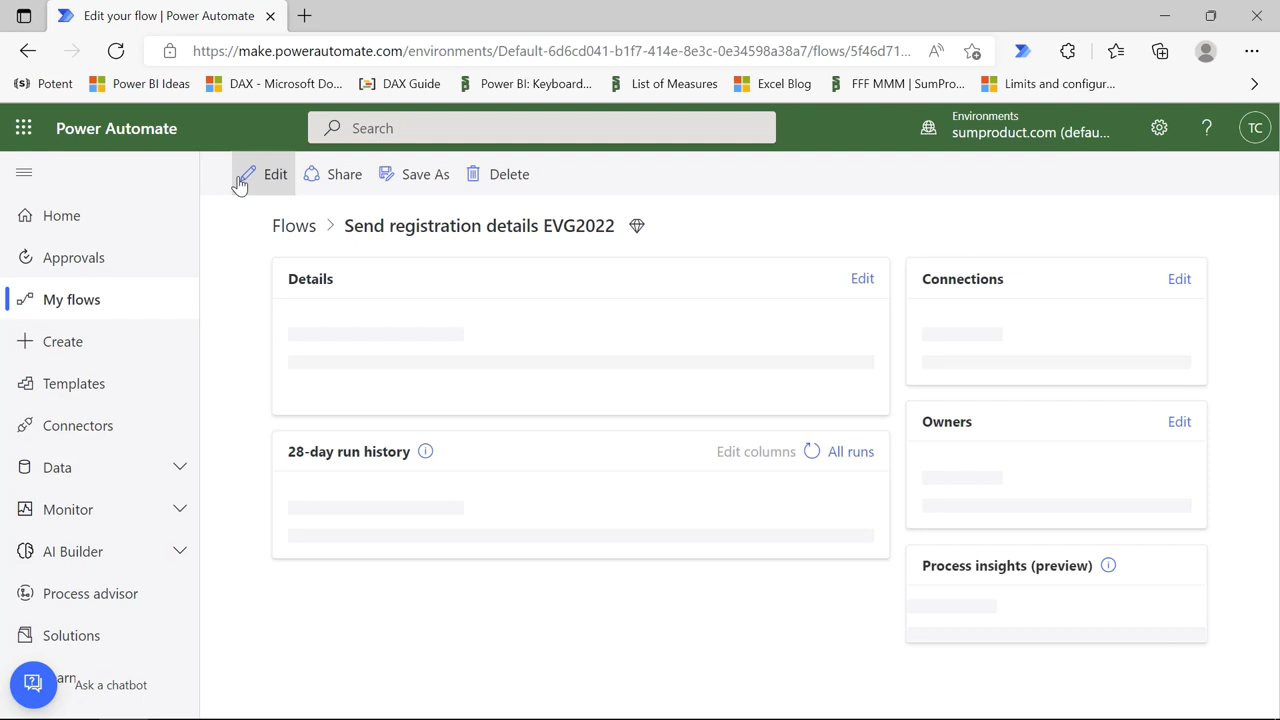 Edit your flow | Power Automate
https://make.powerautomate.com/environments/Default-6d6cd041-b1f7-414e-8e3c-0e34598a38a7/flows/5f46d71...
Potent
Power BI Ideas
DAX - Microsoft Do...
DAX Guide
Power BI: Keyboard...
List of Measures
Excel Blog
FFF MMM | SumPro...
Limits and configur...
Power Automate
Search
Environments
sumproduct.com (defau...
TC
Edit
Share
Save As
Delete
Home
Approvals
My flows
Create
Templates
Connectors
Data
Monitor
AI Builder
Process advisor
Solutions
Ask a chatbot
Flows > Send registration details EVG2022
Details
Edit
Connections
Edit
28-day run history
Edit columns
All runs
Owners
Edit
Process insights (preview)